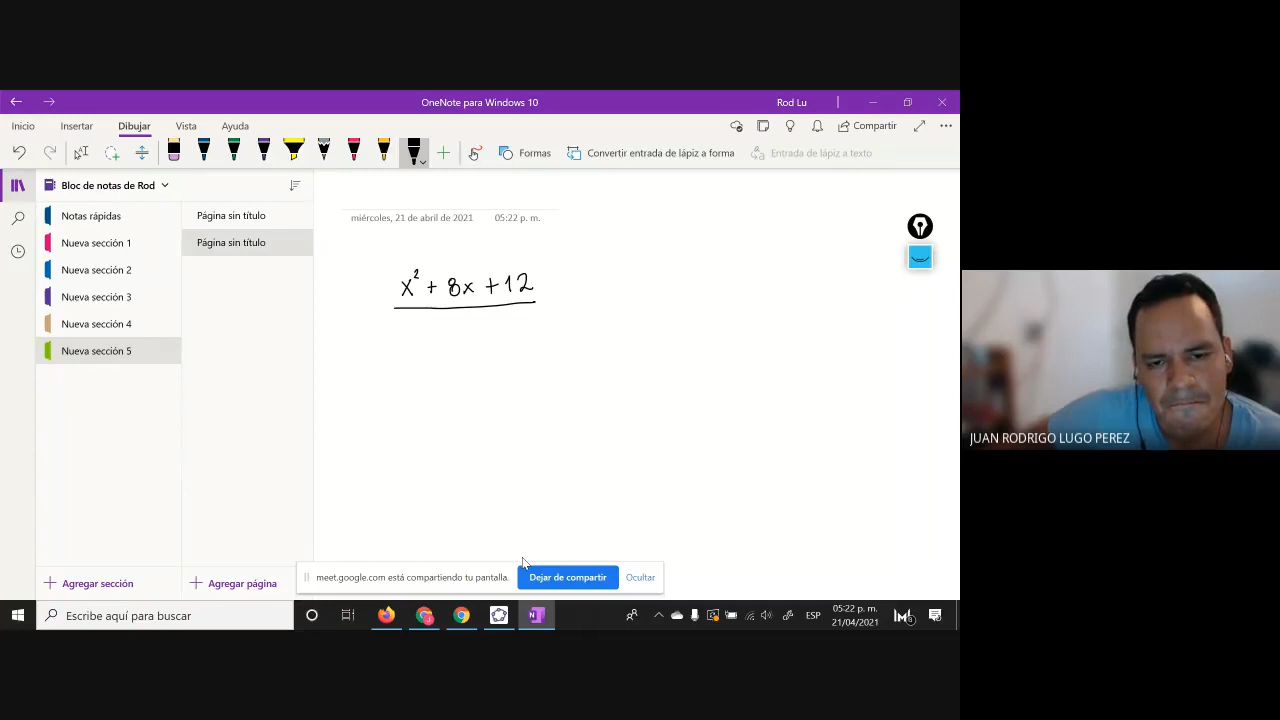 OneNote para Windows 10
Rod Lu
Inicio Insertar Dibujar Vista Ayuda
Compartir
Formas Convertir entrada de lápiz a forma Entrada de lápiz a texto
Bloc de notas de Rod
Notas rápidas
Nueva sección 1
Nueva sección 2
Nueva sección 3
Nueva sección 4
Nueva sección 5
Página sin título
Página sin título
miércoles, 21 de abril de 2021 05:22 p. m.
x² + 8x + 12
JUAN RODRIGO LUGO PEREZ
Agregar sección
Agregar página
meet.google.com está compartiendo tu pantalla. Dejar de compartir Ocultar
Escribe aquí para buscar
ESP
05:22 p. m.
21/04/2021